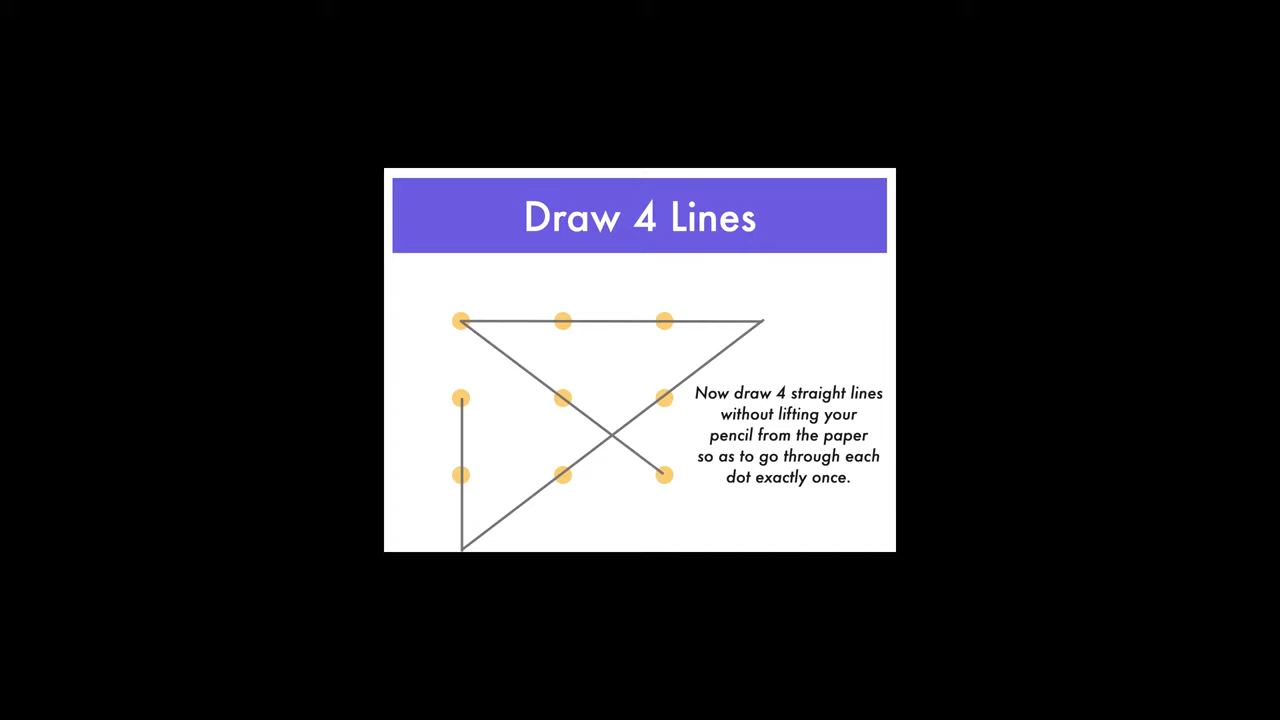 Draw 4 Lines
Now draw 4 straight lines
without lifting your
pencil from the paper
so as to go through each
dot exactly once.